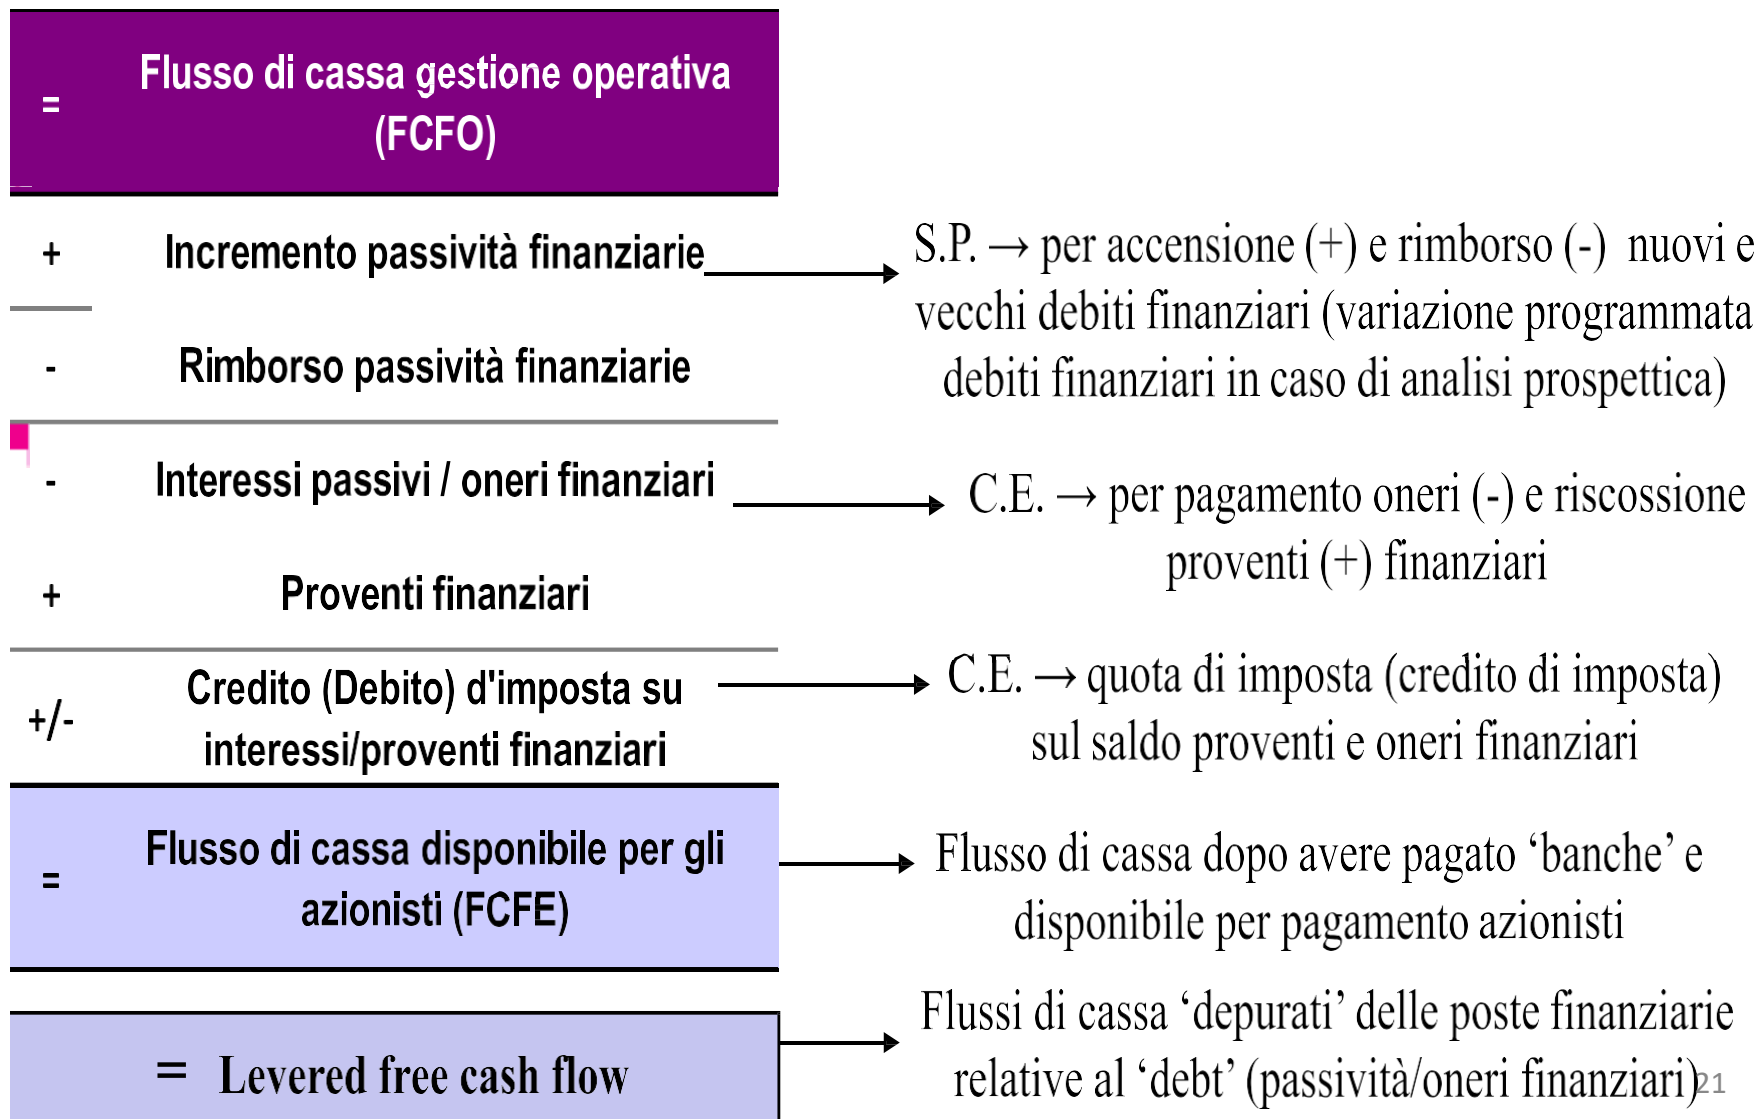 Flusso di cassa gestione operativa
= (FCFO)
+ Incremento passività finanziarie
S.P. → per accensione (+) e rimborso (-) nuovi e
vecchi debiti finanziari (variazione programmata
debiti finanziari in caso di analisi prospettica)
- Rimborso passività finanziarie
- Interessi passivi / oneri finanziari
C.E. → per pagamento oneri (-) e riscossione
proventi (+) finanziari
+ Proventi finanziari
+/- Credito (Debito) d'imposta su
interessi/proventi finanziari
C.E. → quota di imposta (credito di imposta)
sul saldo proventi e oneri finanziari
= Flusso di cassa disponibile per gli
azionisti (FCFE)
Flusso di cassa dopo avere pagato ‘banche’ e
disponibile per pagamento azionisti
= Levered free cash flow
Flussi di cassa ‘depurati’ delle poste finanziarie
relative al ‘debt’ (passività/oneri finanziari)
21